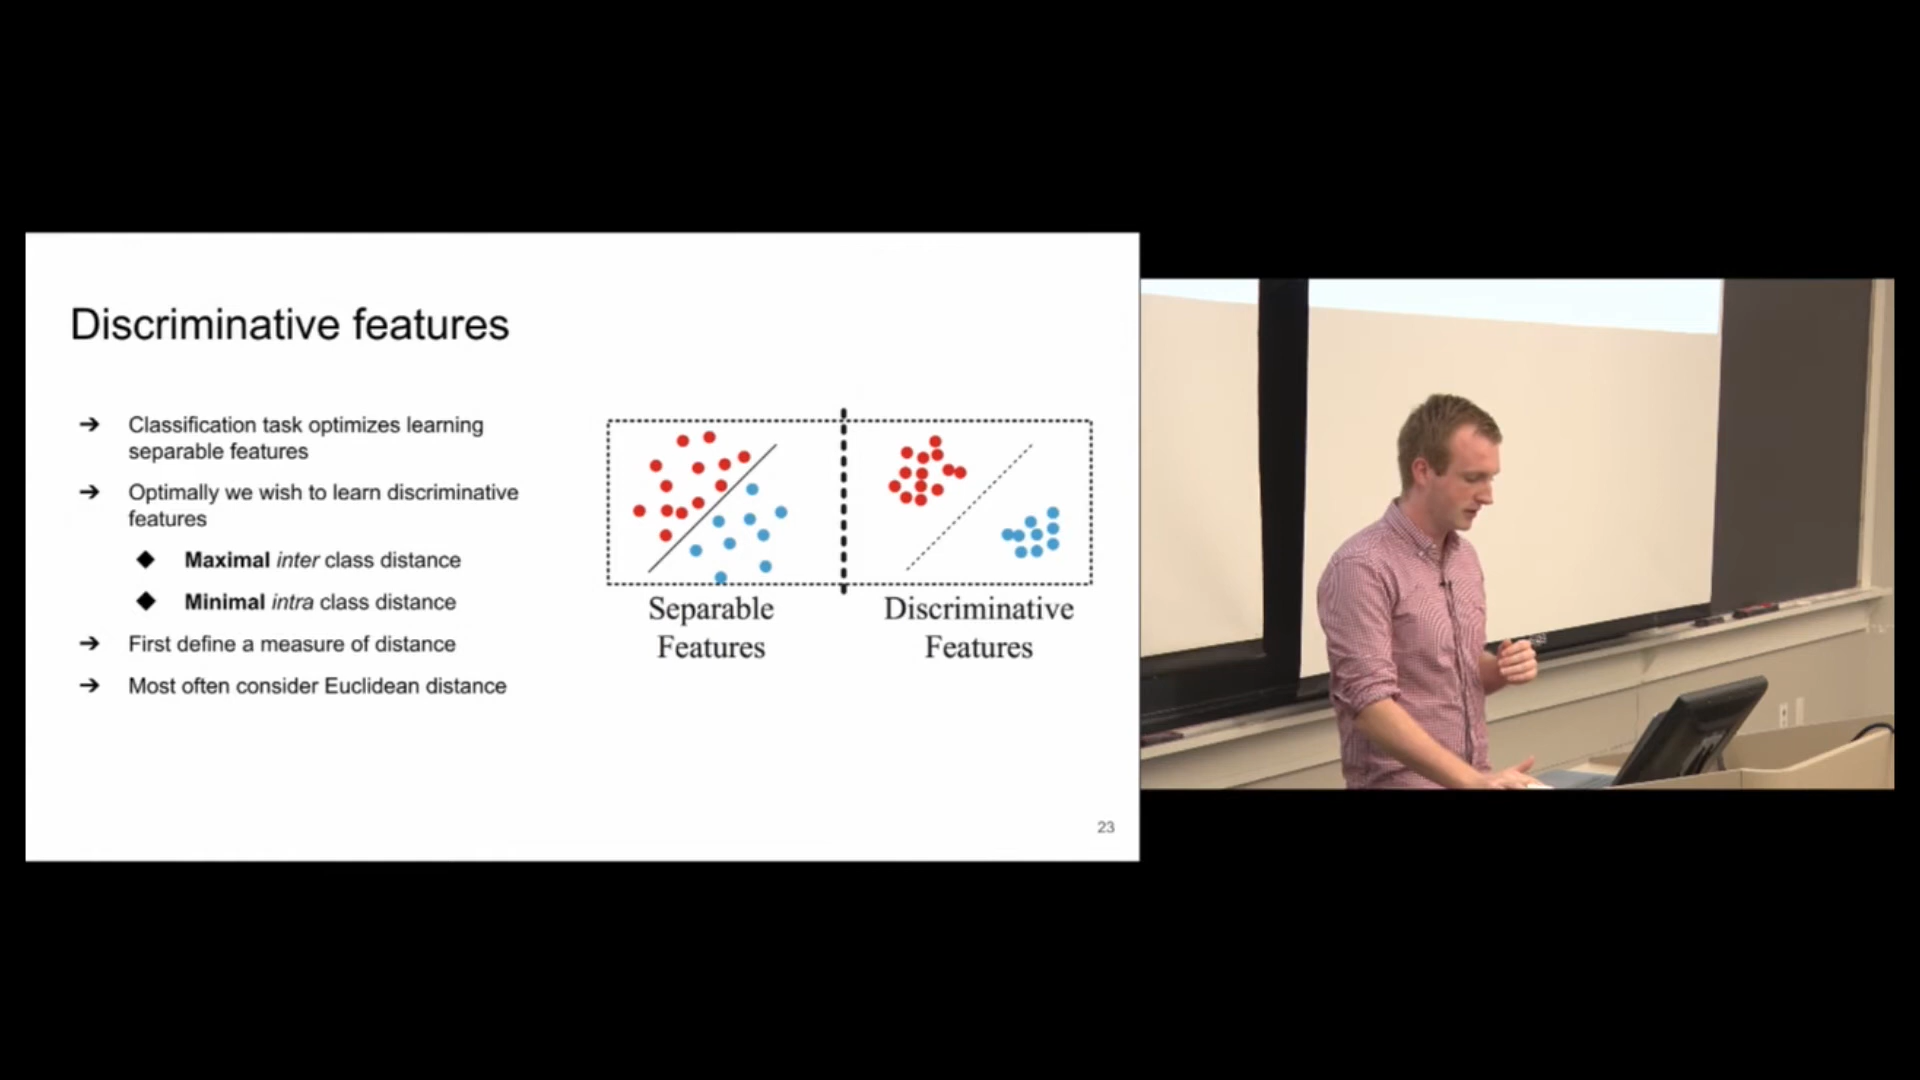 Discriminative features
➔ Classification task optimizes learning
separable features
➔ Optimally we wish to learn discriminative
features
◆ Maximal inter class distance
◆ Minimal intra class distance
➔ First define a measure of distance
➔ Most often consider Euclidean distance
Separable
Features
Discriminative
Features
23